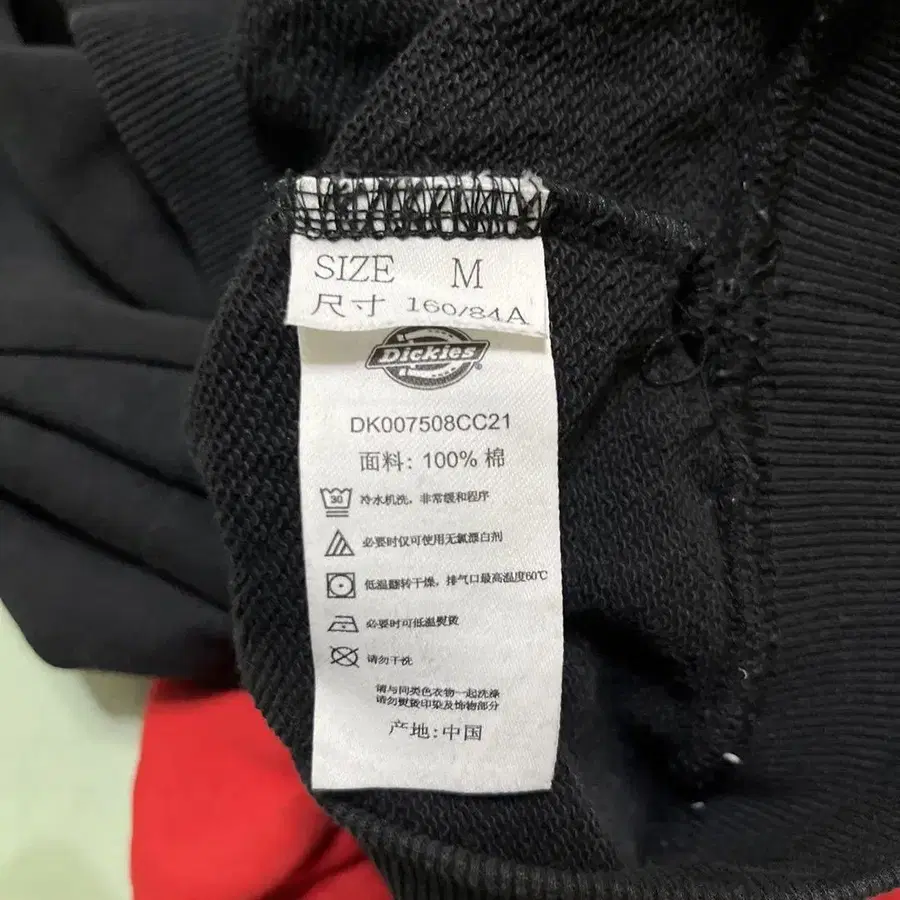 SIZE M
尺寸 160/84A
Dickies
DK007508CC21
面料: 100% 棉
30 冷水机洗，非常缓和程序
必要时仅可使用无氯漂白剂
低温翻转干燥，排气口最高温度60℃
必要时可低温熨烫
请勿干洗
请与同类色衣物一起洗涤
请勿熨烫印染及饰物部分
产地: 中国